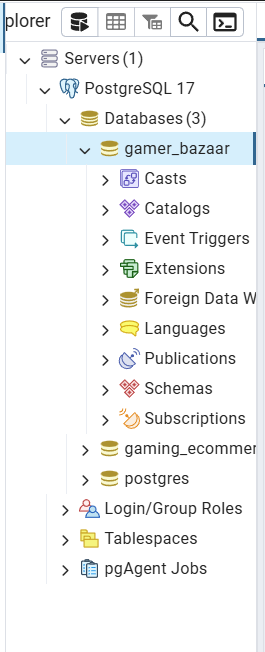 plorer
Servers (1)
PostgreSQL 17
Databases (3)
gamer_bazaar
Casts
Catalogs
Event Triggers
Extensions
Foreign Data W
Languages
Publications
Schemas
Subscriptions
gaming_ecommer
postgres
Login/Group Roles
Tablespaces
pgAgent Jobs